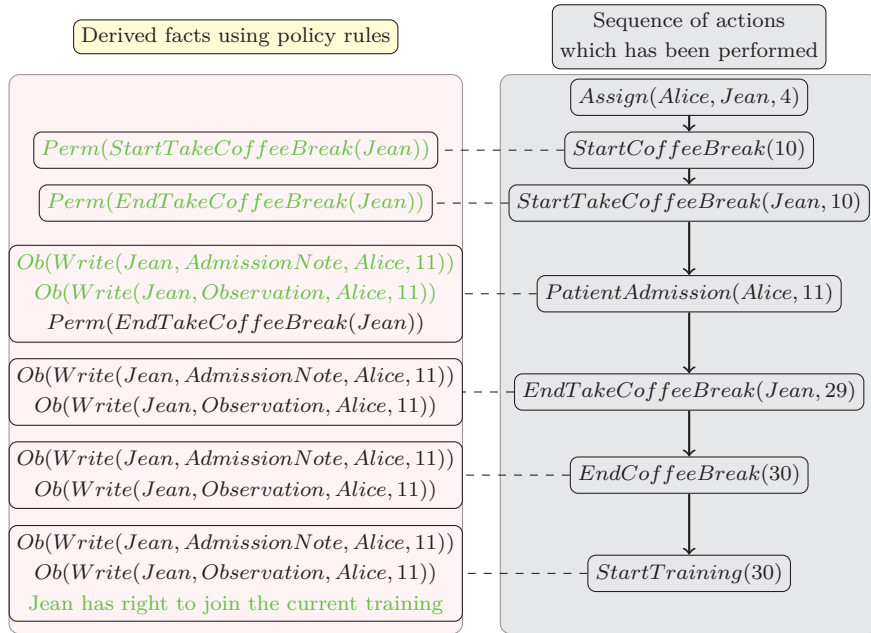 Derived facts using policy rules
Sequence of actions
which has been performed
Assign(Alice, Jean, 4)
Perm(StartTakeCoffeeBreak(Jean))
StartCoffeeBreak(10)
Perm(EndTakeCoffeeBreak(Jean))
StartTakeCoffeeBreak(Jean, 10)
Ob(Write(Jean, AdmissionNote, Alice, 11))
Ob(Write(Jean, Observation, Alice, 11))
Perm(EndTakeCoffeeBreak(Jean))
PatientAdmission(Alice, 11)
Ob(Write(Jean, AdmissionNote, Alice, 11))
Ob(Write(Jean, Observation, Alice, 11))
EndTakeCoffeeBreak(Jean, 29)
Ob(Write(Jean, AdmissionNote, Alice, 11))
Ob(Write(Jean, Observation, Alice, 11))
EndCoffeeBreak(30)
Ob(Write(Jean, AdmissionNote, Alice, 11))
Ob(Write(Jean, Observation, Alice, 11))
Jean has right to join the current training
StartTraining(30)